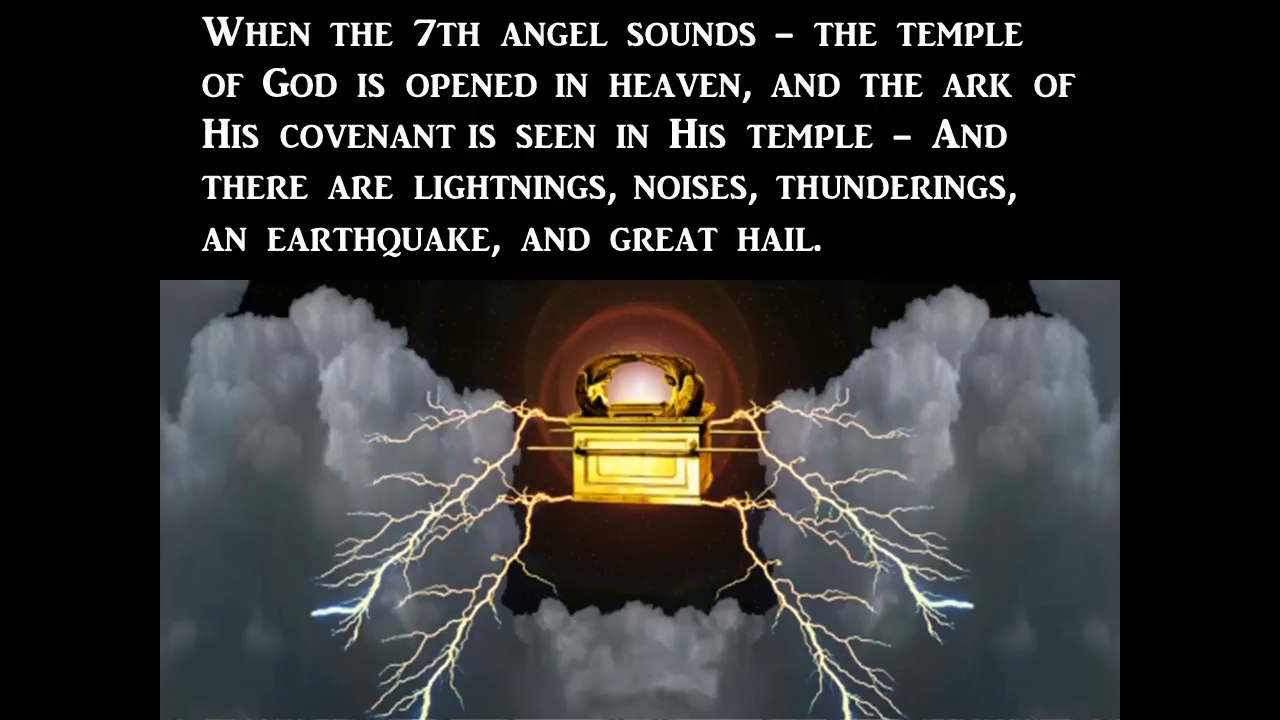 When the 7th angel sounds – the temple
of God is opened in heaven, and the ark of
His covenant is seen in His temple – And
there are lightnings, noises, thunderings,
an earthquake, and great hail.